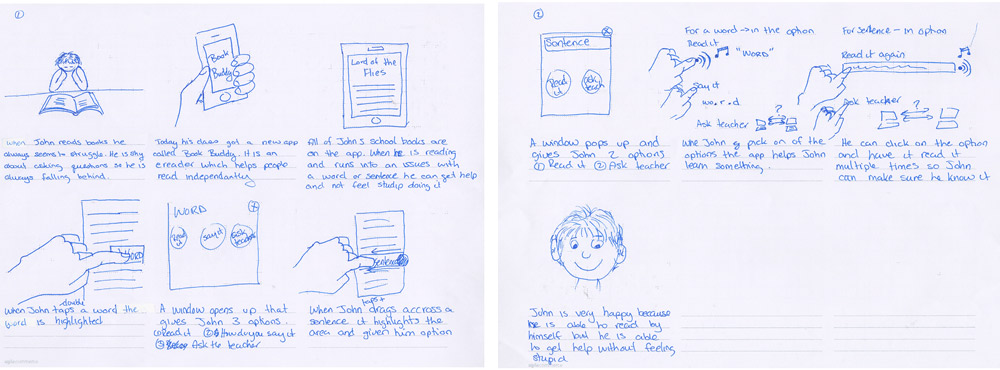 ①
Book
Buddy
Lord of the
Flies
When John reads books he
always seems to struggle. He is shy
about asking questions so he is
always falling behind.
Today his class got a new app
called Book Buddy. It is an
ereader which helps people
read independantly
all of John's school books are
on the app. When he is reading
and runs into an issues with
a word or sentence he can get help
and not feel studip doing it
WORD
WORD
Read
it
say it
Ask
teacher
sentence
When John double taps a word the
word is highlighted
A window opens up that
gives John 3 options.
① Read it ② How do you say it
③ Ask the teacher
When John taps + drags accross a
sentence it highlights the
area and given him option
②
Sentence
Read
it
Ask
teach
For a word → in the option
Read it
"WORD"
Say it
wo.r.d
Ask teacher
?
For sentence — in option
Read it again
Ask teacher
?
A window pops up and
gives John 2 options
① Read it ② Ask teacher
John pick on of the
options the app helps John
learn something.
He can click on the option
and have it read it
multiple times so John
can make sure he know it
John is very happy because
he is able to read by
himself but he is able
to get help without feeling
stupid